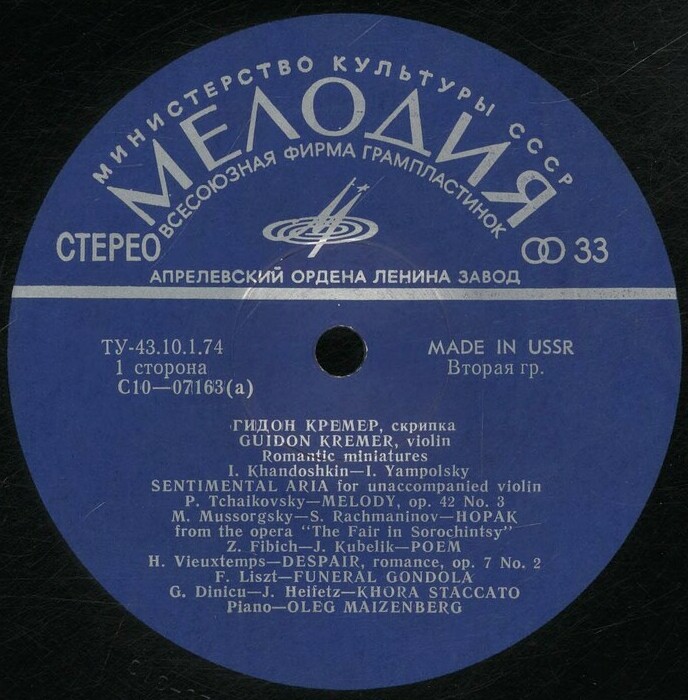 МИНИСТЕРСТВО КУЛЬТУРЫ СССР
МЕЛОДИЯ
ВСЕСОЮЗНАЯ ФИРМА ГРАМПЛАСТИНОК
СТЕРЕО
33
АПРЕЛЕВСКИЙ ОРДЕНА ЛЕНИНА ЗАВОД
ТУ-43.10.1.74
MADE IN USSR
1 сторона
Вторая гр.
С10—07163(а)
ГИДОН КРЕМЕР, скрипка
GUIDON KREMER, violin
Romantic miniatures
I. Khandoshkin—I. Yampolsky
SENTIMENTAL ARIA for unaccompanied violin
P. Tchaikovsky—MELODY, op. 42 No. 3
M. Mussorgsky—S. Rachmaninov—HOPAK
from the opera "The Fair in Sorochintsy"
Z. Fibich—J. Kubelik—POEM
H. Vieuxtemps—DESPAIR, romance, op. 7 No. 2
F. Liszt—FUNERAL GONDOLA
G. Dinicu—J. Heifetz—KHORA STACCATO
Piano—OLEG MAIZENBERG